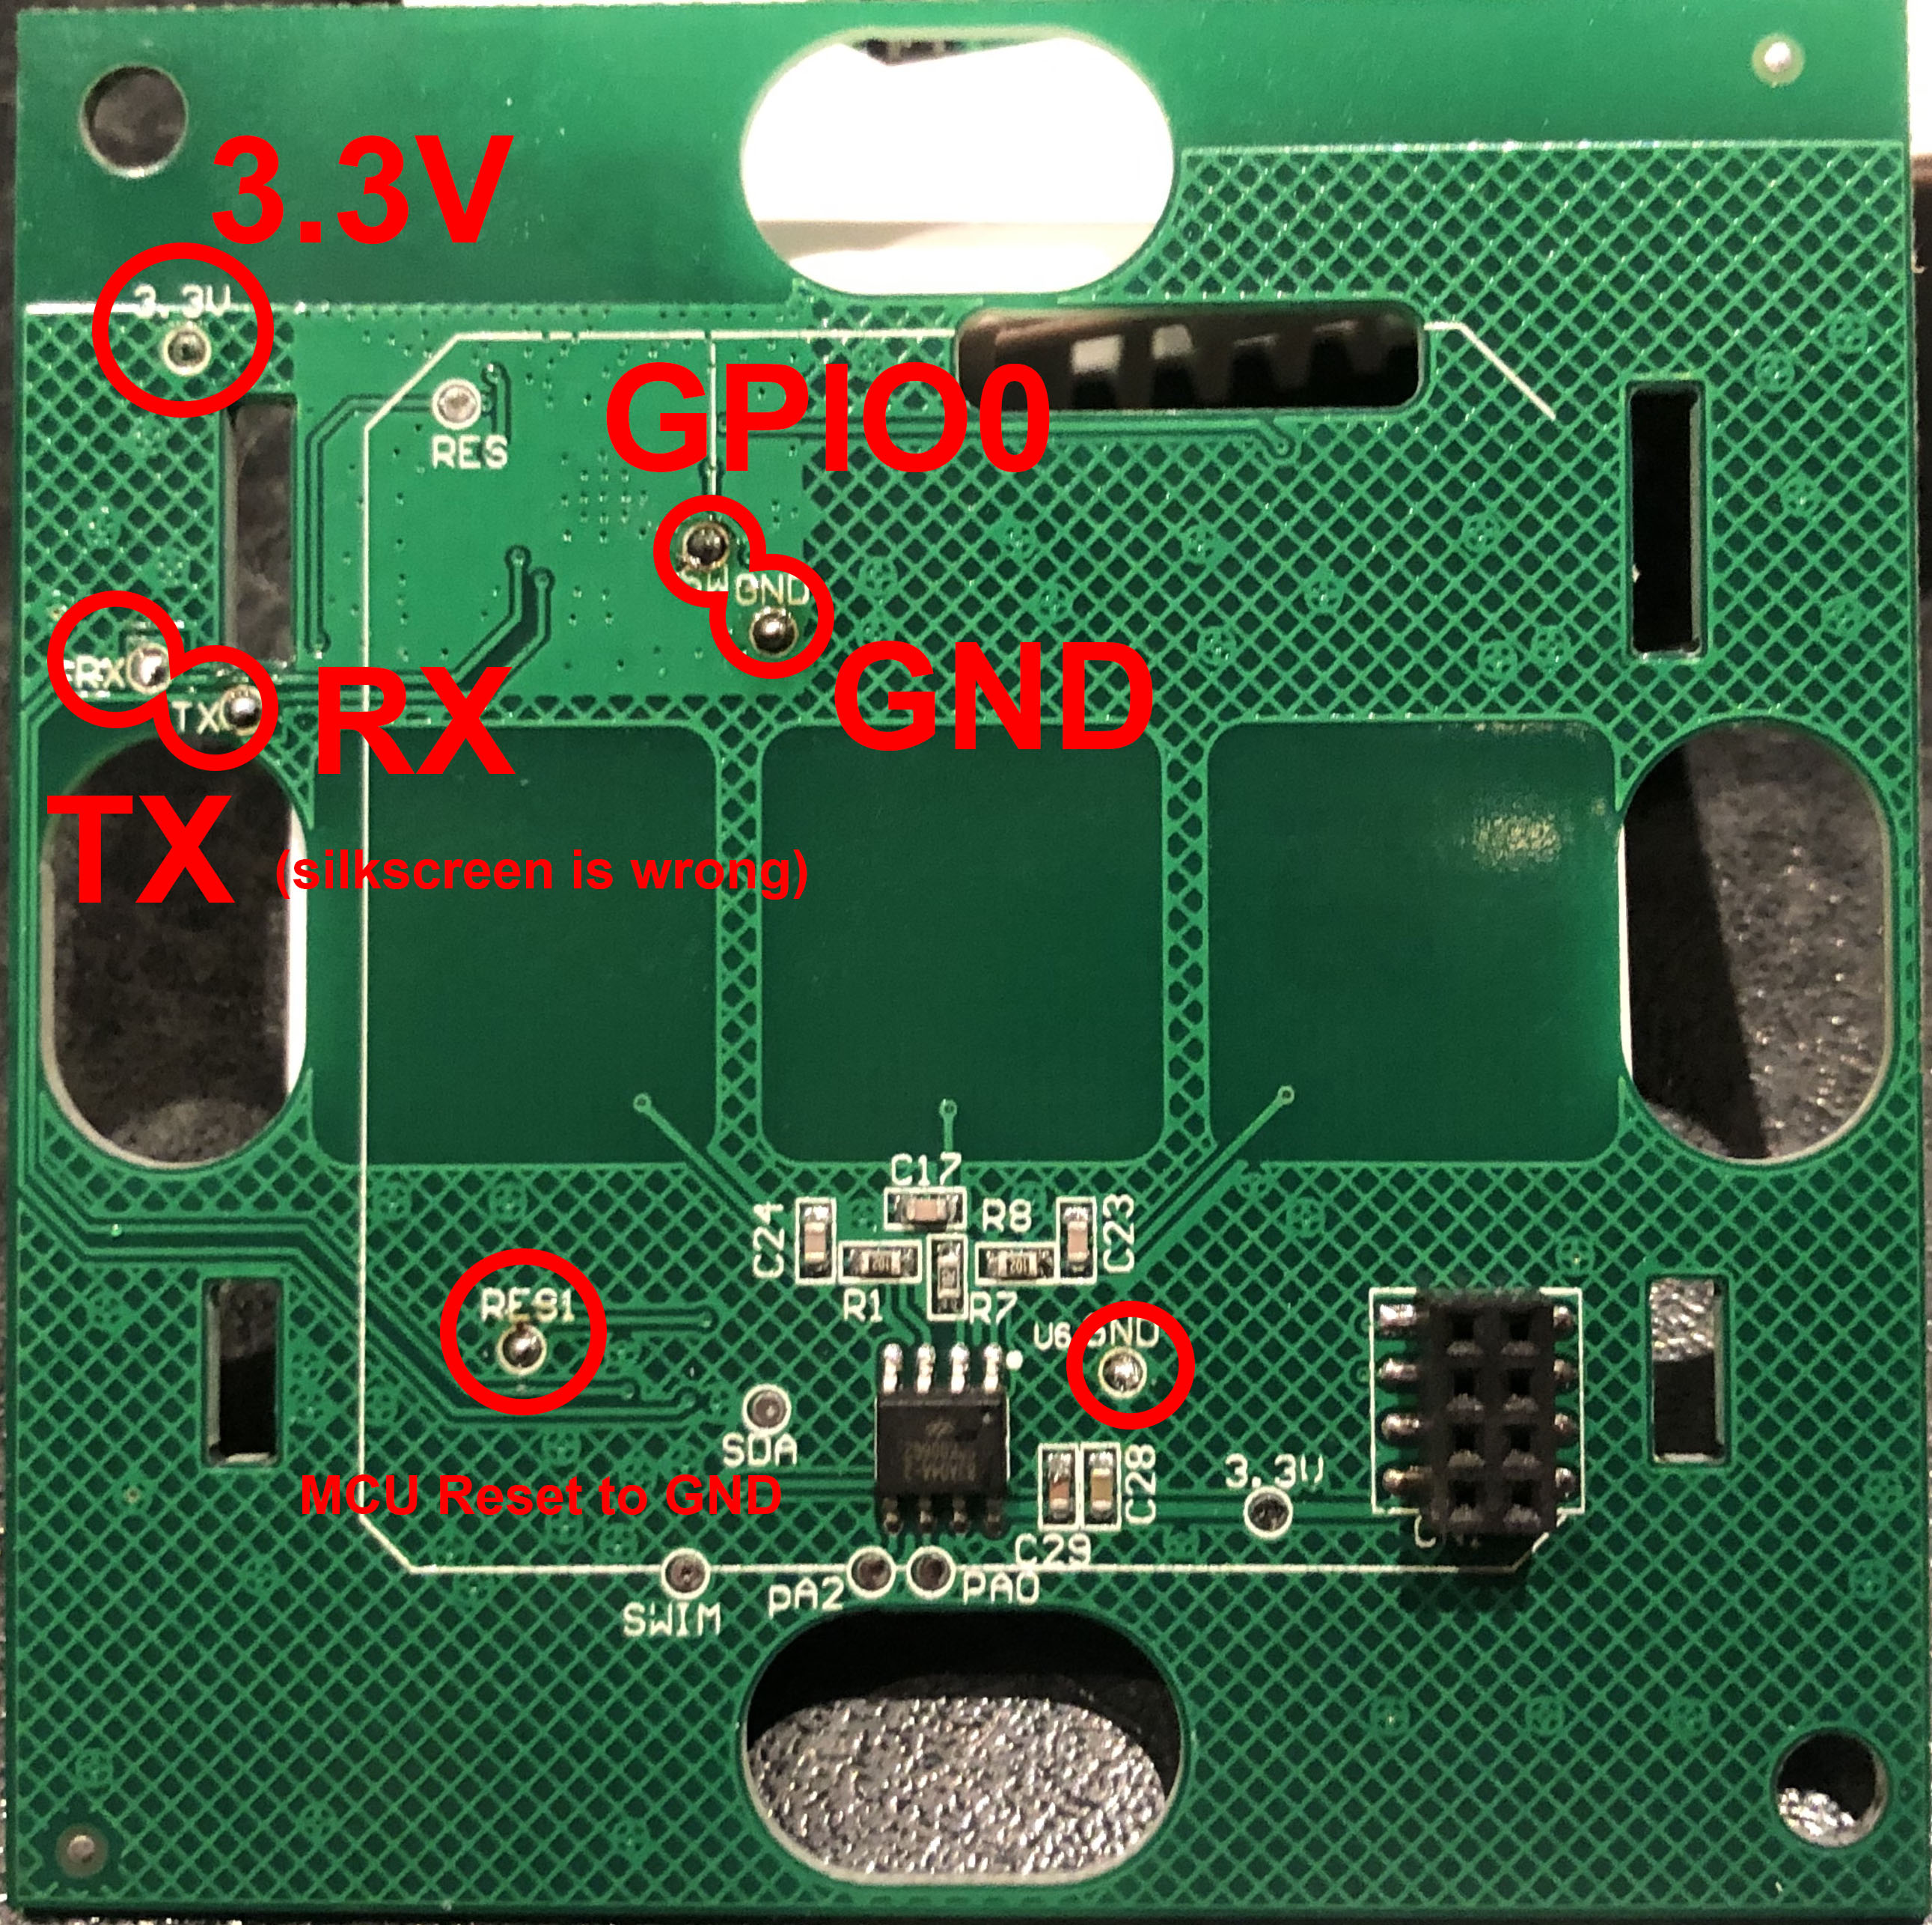 3.3V
3.3V
RES
GPIO0
SW
GND
GND
RX
TX
RX
TX
(silkscreen is wrong)
C17
C24
R8
C23
R1
R7
RES1
U6
GND
SDA
MCU Reset to GND
3.3V
C28
C29
SWIM
PA2
PA0